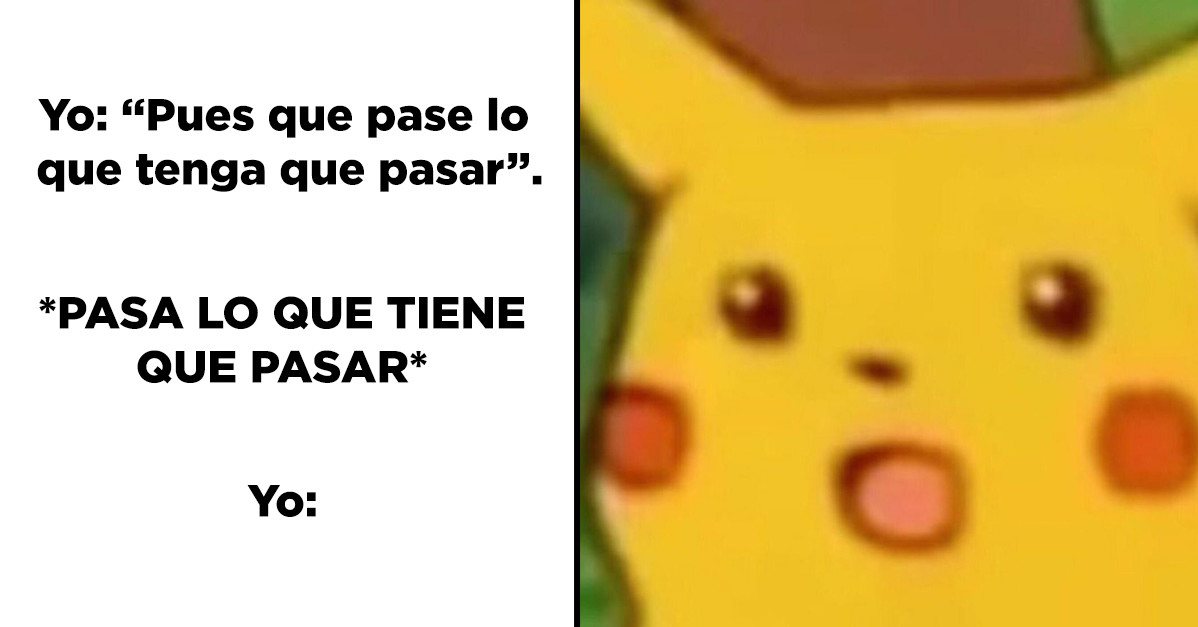 Yo: “Pues que pase lo
que tenga que pasar”.
*PASA LO QUE TIENE
QUE PASAR*
Yo: